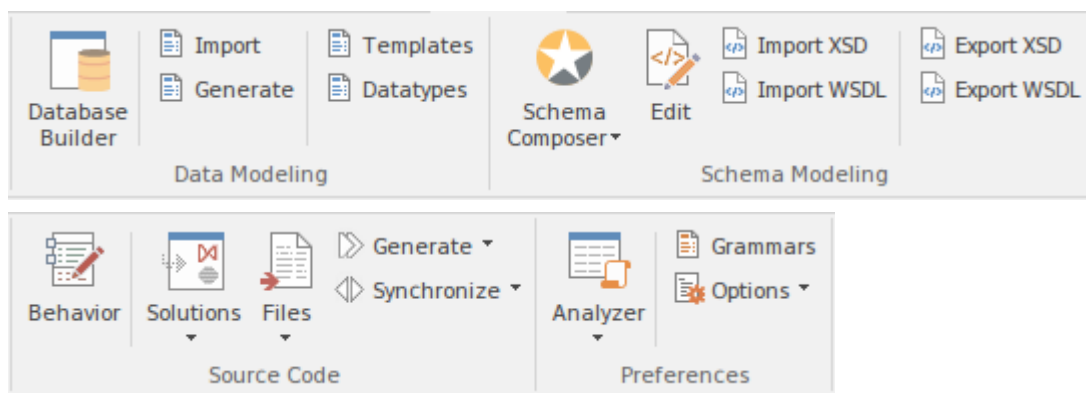 Database
Builder
Import
Generate
Templates
Datatypes
Data Modeling
Schema
Composer
Edit
Import XSD
Import WSDL
Export XSD
Export WSDL
Schema Modeling
Behavior
Solutions
Files
Generate
Synchronize
Source Code
Analyzer
Grammars
Options
Preferences